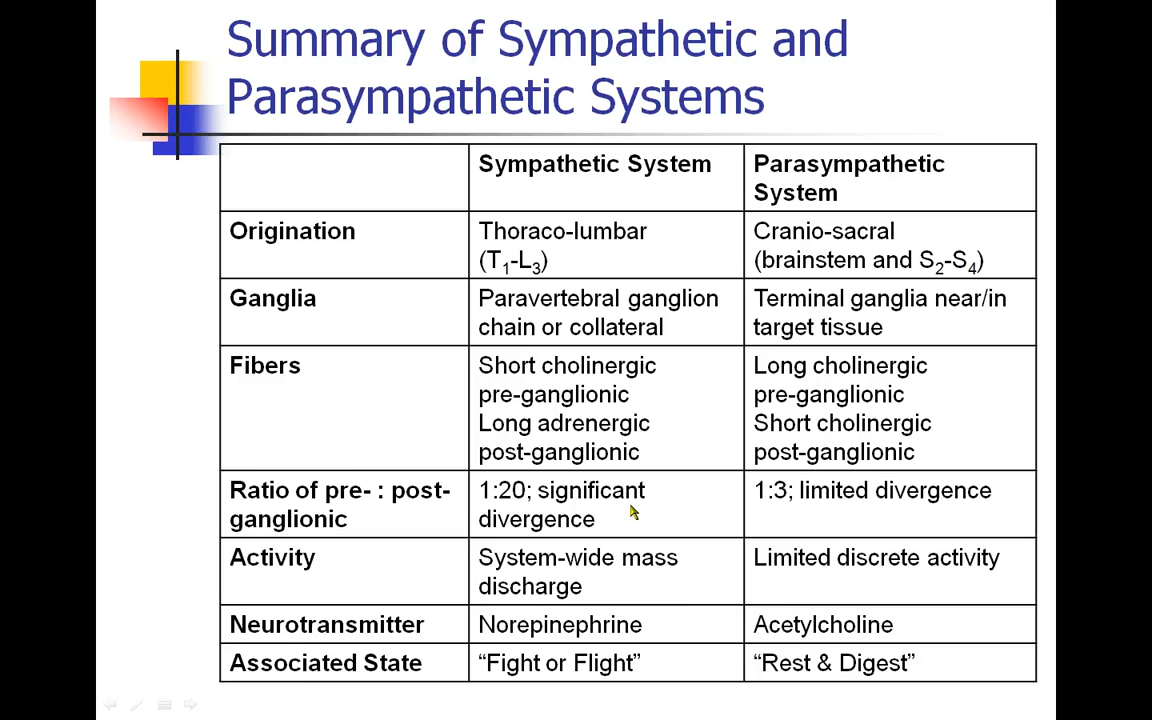 Summary of Sympathetic and
Parasympathetic Systems
Sympathetic System
Parasympathetic
System
Origination
Thoraco-lumbar
(T1-L3)
Cranio-sacral
(brainstem and S2-S4)
Ganglia
Paravertebral ganglion
chain or collateral
Terminal ganglia near/in
target tissue
Fibers
Short cholinergic
pre-ganglionic
Long adrenergic
post-ganglionic
Long cholinergic
pre-ganglionic
Short cholinergic
post-ganglionic
Ratio of pre- : post-
ganglionic
1:20; significant
divergence
1:3; limited divergence
Activity
System-wide mass
discharge
Limited discrete activity
Neurotransmitter
Norepinephrine
Acetylcholine
Associated State
“Fight or Flight”
“Rest & Digest”